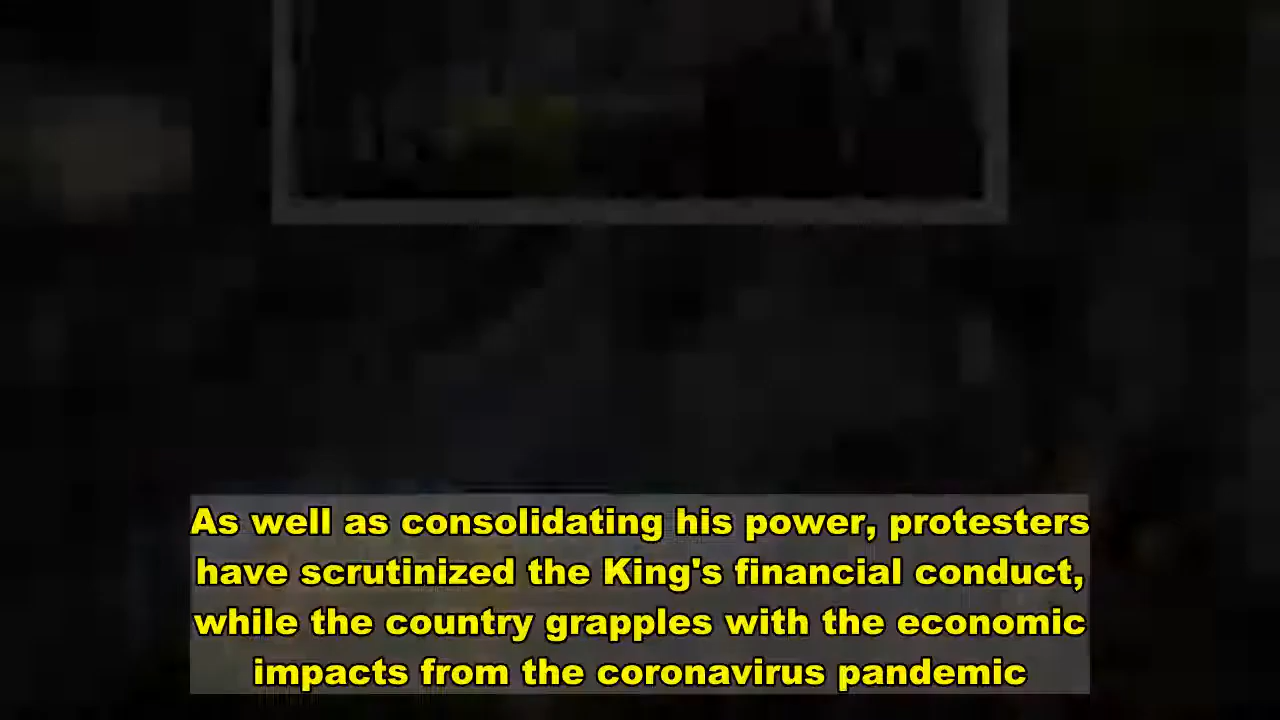 As well as consolidating his power, protesters
have scrutinized the King's financial conduct,
while the country grapples with the economic
impacts from the coronavirus pandemic